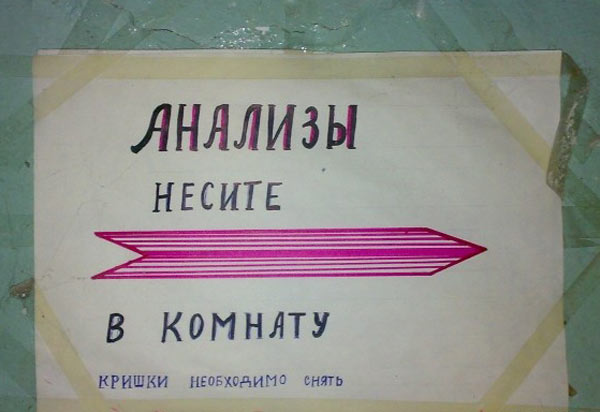 АНАЛИЗЫ
НЕСИТЕ
В КОМНАТУ
КРИШКИ НЕОБХОДИМО СНЯТЬ